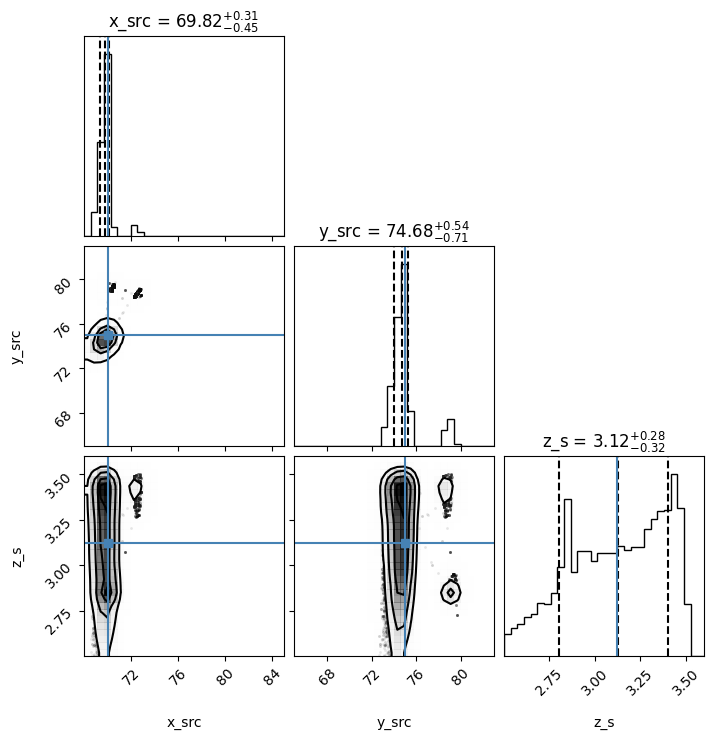 x_src = 69.82+0.31 −0.45
y_src = 74.68+0.54 −0.71
z_s = 3.12+0.28 −0.32
y_src
80
76
72
68
z_s
3.50
3.25
3.00
2.75
72
76
80
84
x_src
68
72
76
80
y_src
2.75
3.00
3.25
3.50
z_s